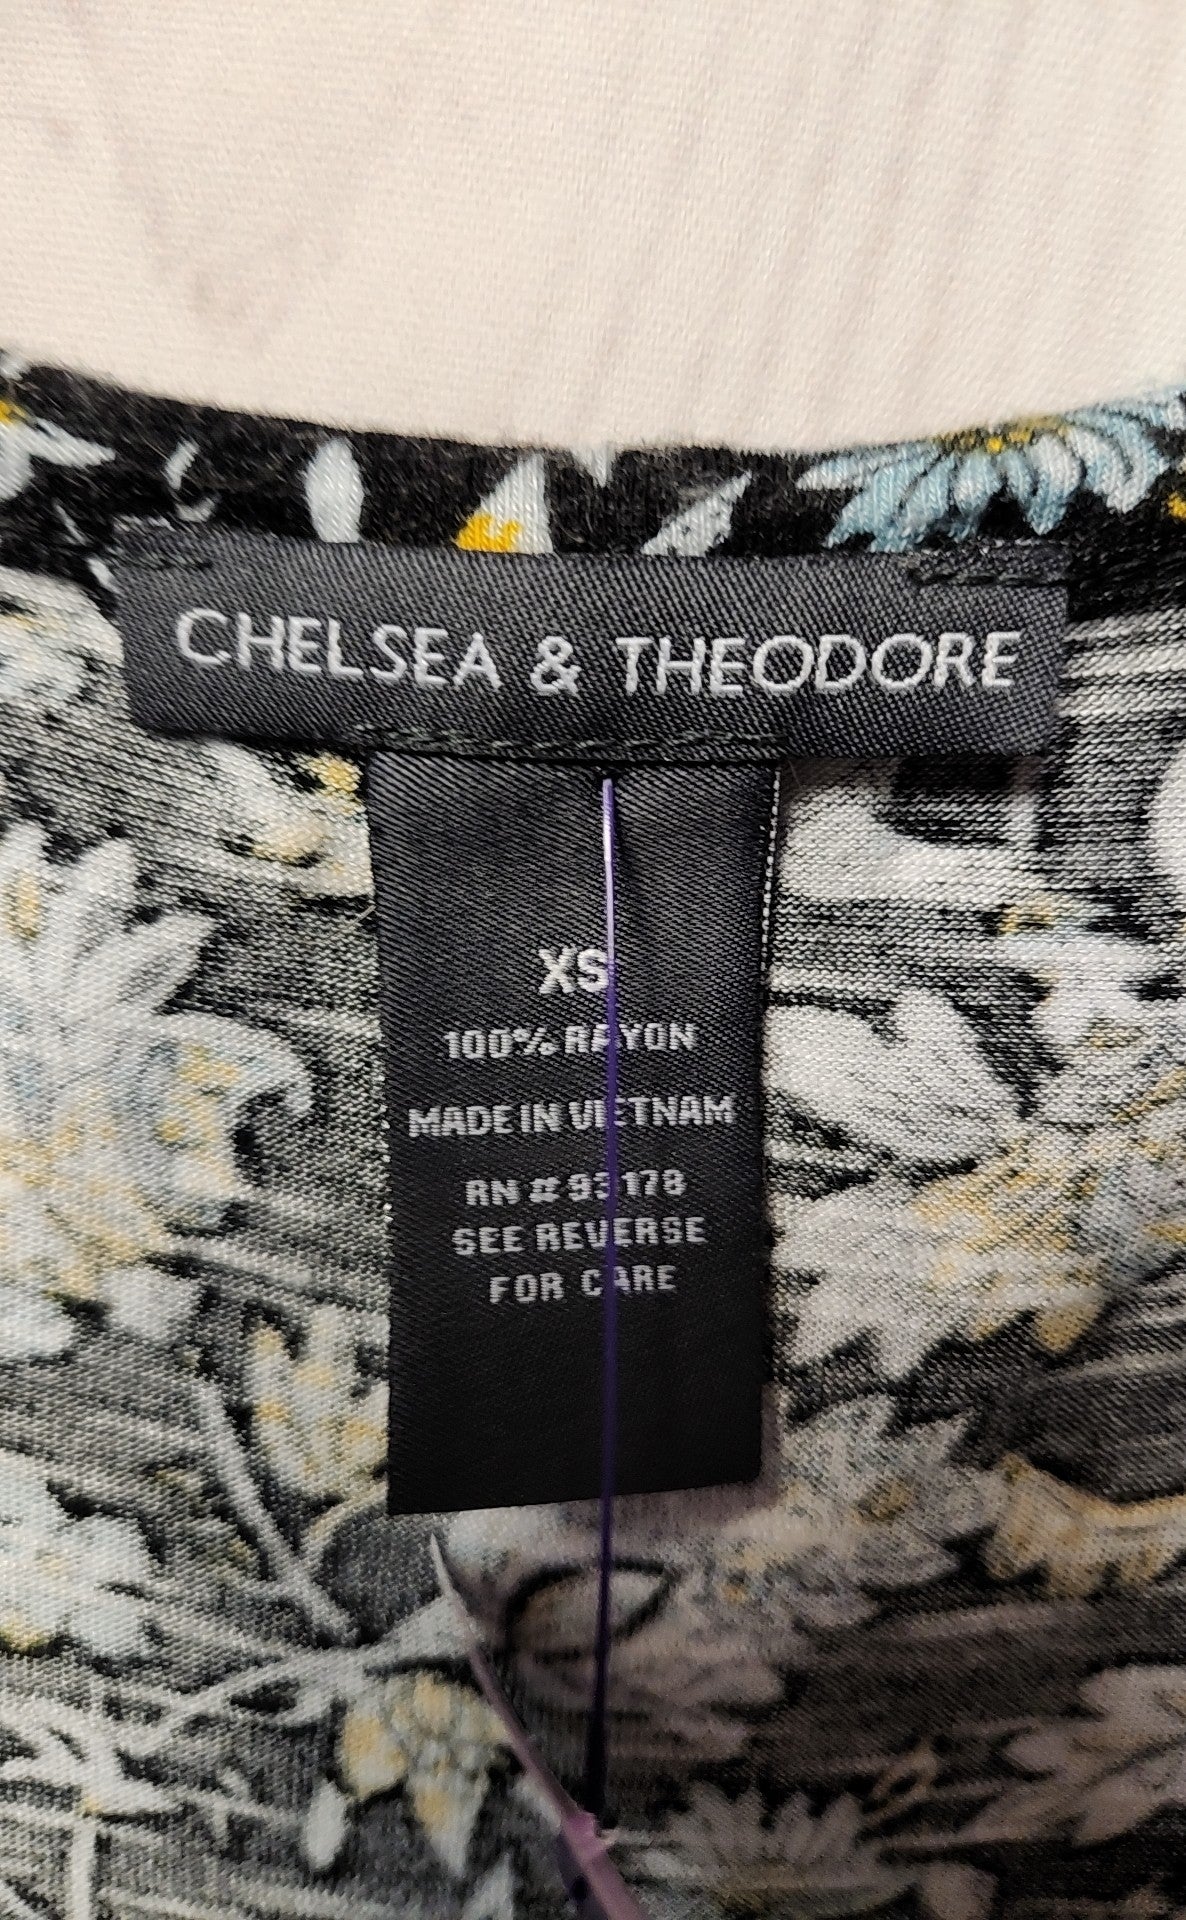 CHELSEA & THEODORE
XS
100% RAYON
MADE IN VIETNAM
RN # 93178
SEE REVERSE
FOR CARE